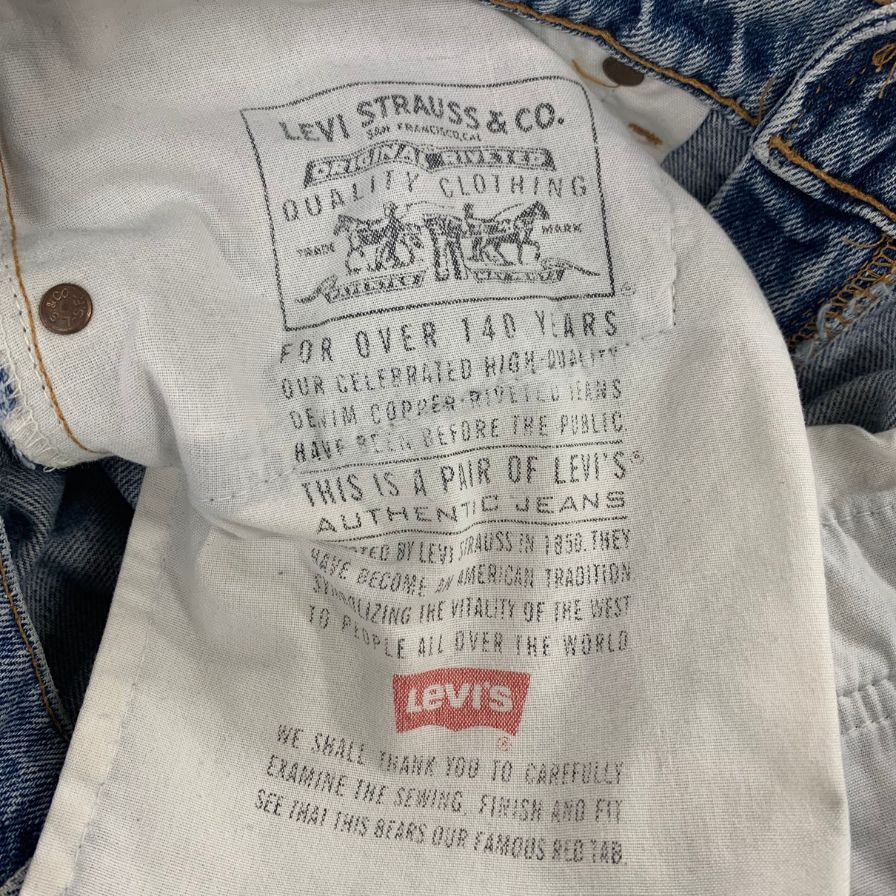 LEVI STRAUSS & CO.
SAN FRANCISCO, CAL
ORIGINAL RIVETED
QUALITY CLOTHING
TRADE MARK
FOR OVER 140 YEARS
OUR CELEBRATED HIGH-QUALITY
DENIM COPPER-RIVETED JEANS
HAVE BEEN BEFORE THE PUBLIC.
THIS IS A PAIR OF LEVI'S®
AUTHENTIC JEANS
BY LEVI STRAUSS IN 1850. THEY
HAVE BECOME AN AMERICAN TRADITION
SYMBOLIZING THE VITALITY OF THE WEST
TO PEOPLE ALL OVER THE WORLD
LEVI'S
®
WE SHALL THANK YOU TO CAREFULLY
EXAMINE THE SEWING, FINISH AND FIT
SEE THAT THIS BEARS OUR FAMOUS RED TAB.